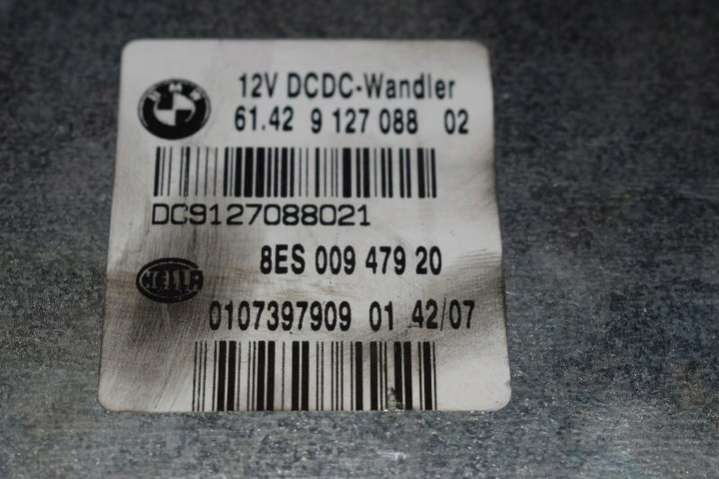 BMW
12V DCDC-Wandler
61.42 9 127 088 02
DC9127088021
8ES 009 479 20
HELLA
0107397909 01 42/07